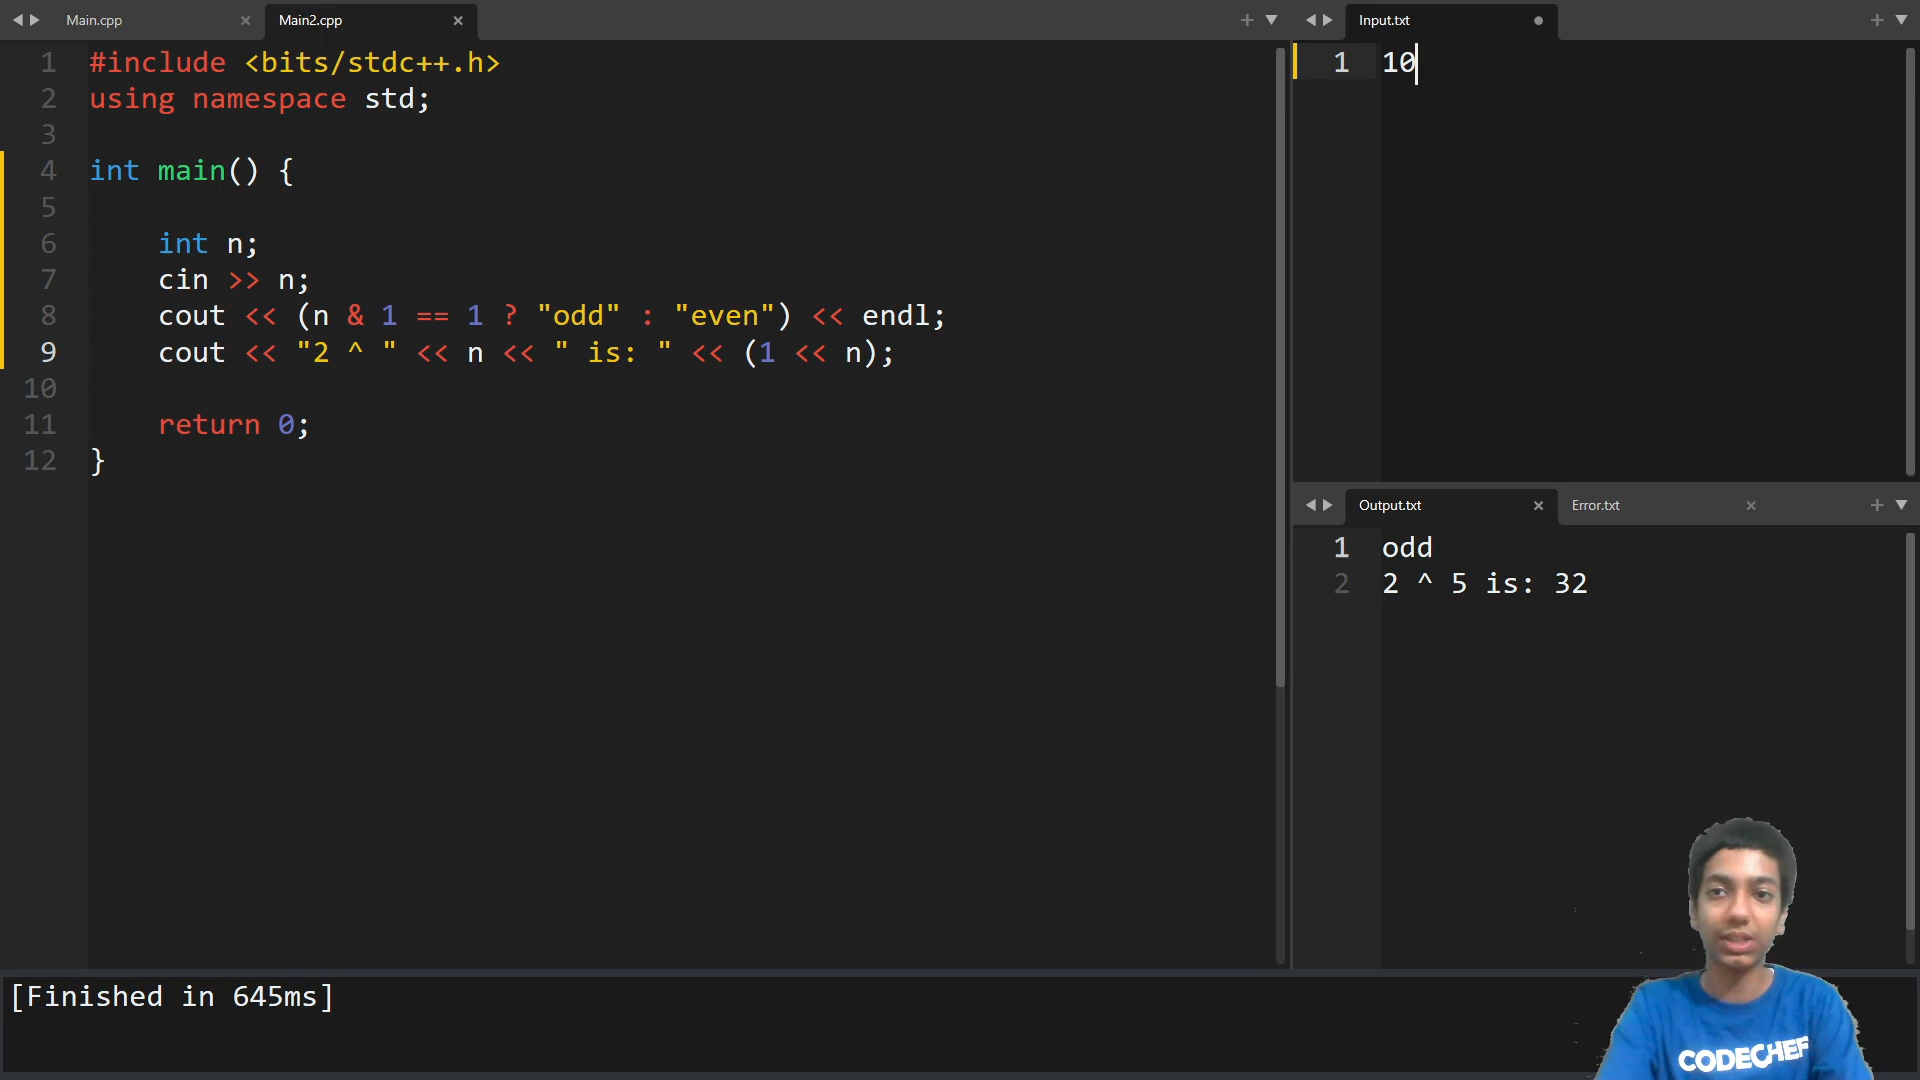 Main.cpp
Main2.cpp
1 #include <bits/stdc++.h>
2 using namespace std;
3
4 int main() {
5
6 int n;
7 cin >> n;
8 cout << (n & 1 == 1 ? "odd" : "even") << endl;
9 cout << "2 ^ " << n << " is: " << (1 << n);
10
11 return 0;
12 }
Input.txt
1 10
Output.txt
Error.txt
1 odd
2 2 ^ 5 is: 32
[Finished in 645ms]
CODECHEF